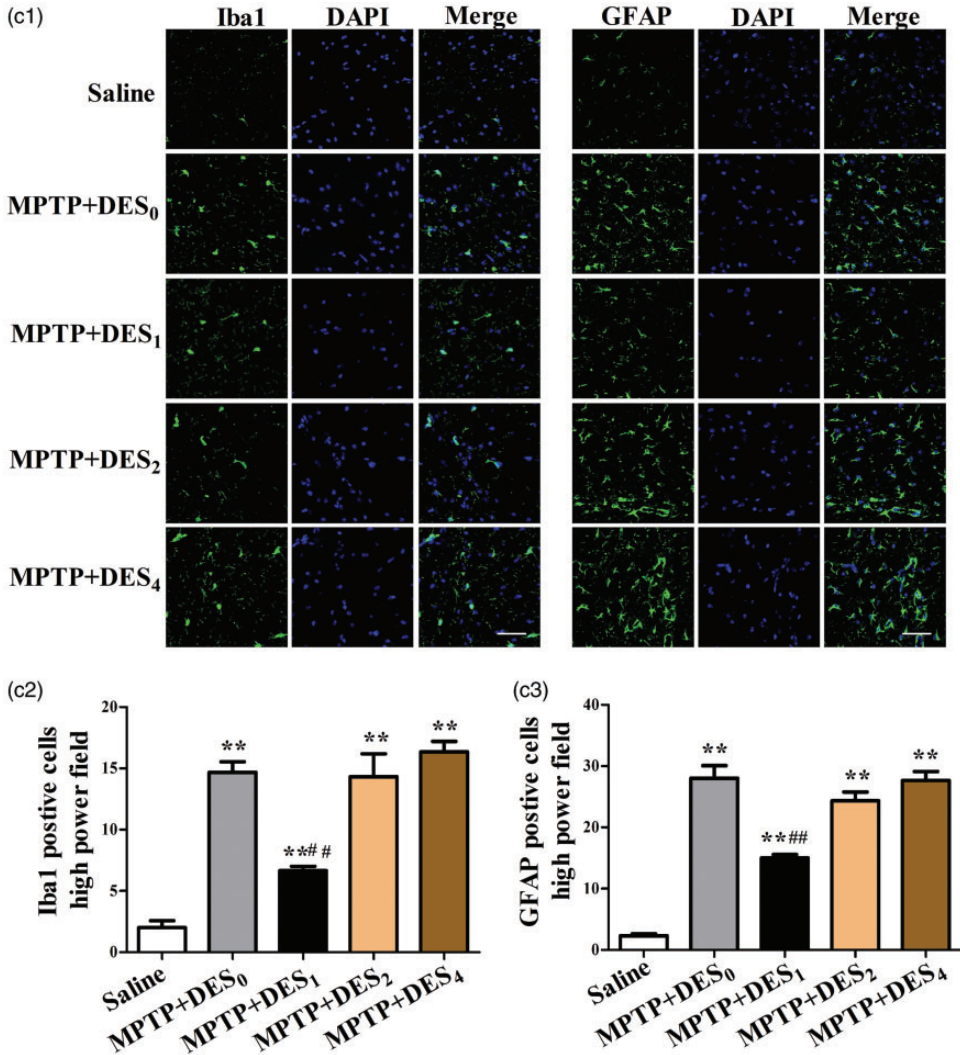 (c1) Iba1 DAPI Merge GFAP DAPI Merge
Saline
MPTP+DES₀
MPTP+DES₁
MPTP+DES₂
MPTP+DES₄
(c2)
Iba1 postive cells
high power field
20
15
10
5
0
**
**# #
**
**
Saline
MPTP+DES₀
MPTP+DES₁
MPTP+DES₂
MPTP+DES₄
(c3)
GFAP postive cells
high power field
40
30
20
10
0
**
**##
**
**
Saline
MPTP+DES₀
MPTP+DES₁
MPTP+DES₂
MPTP+DES₄